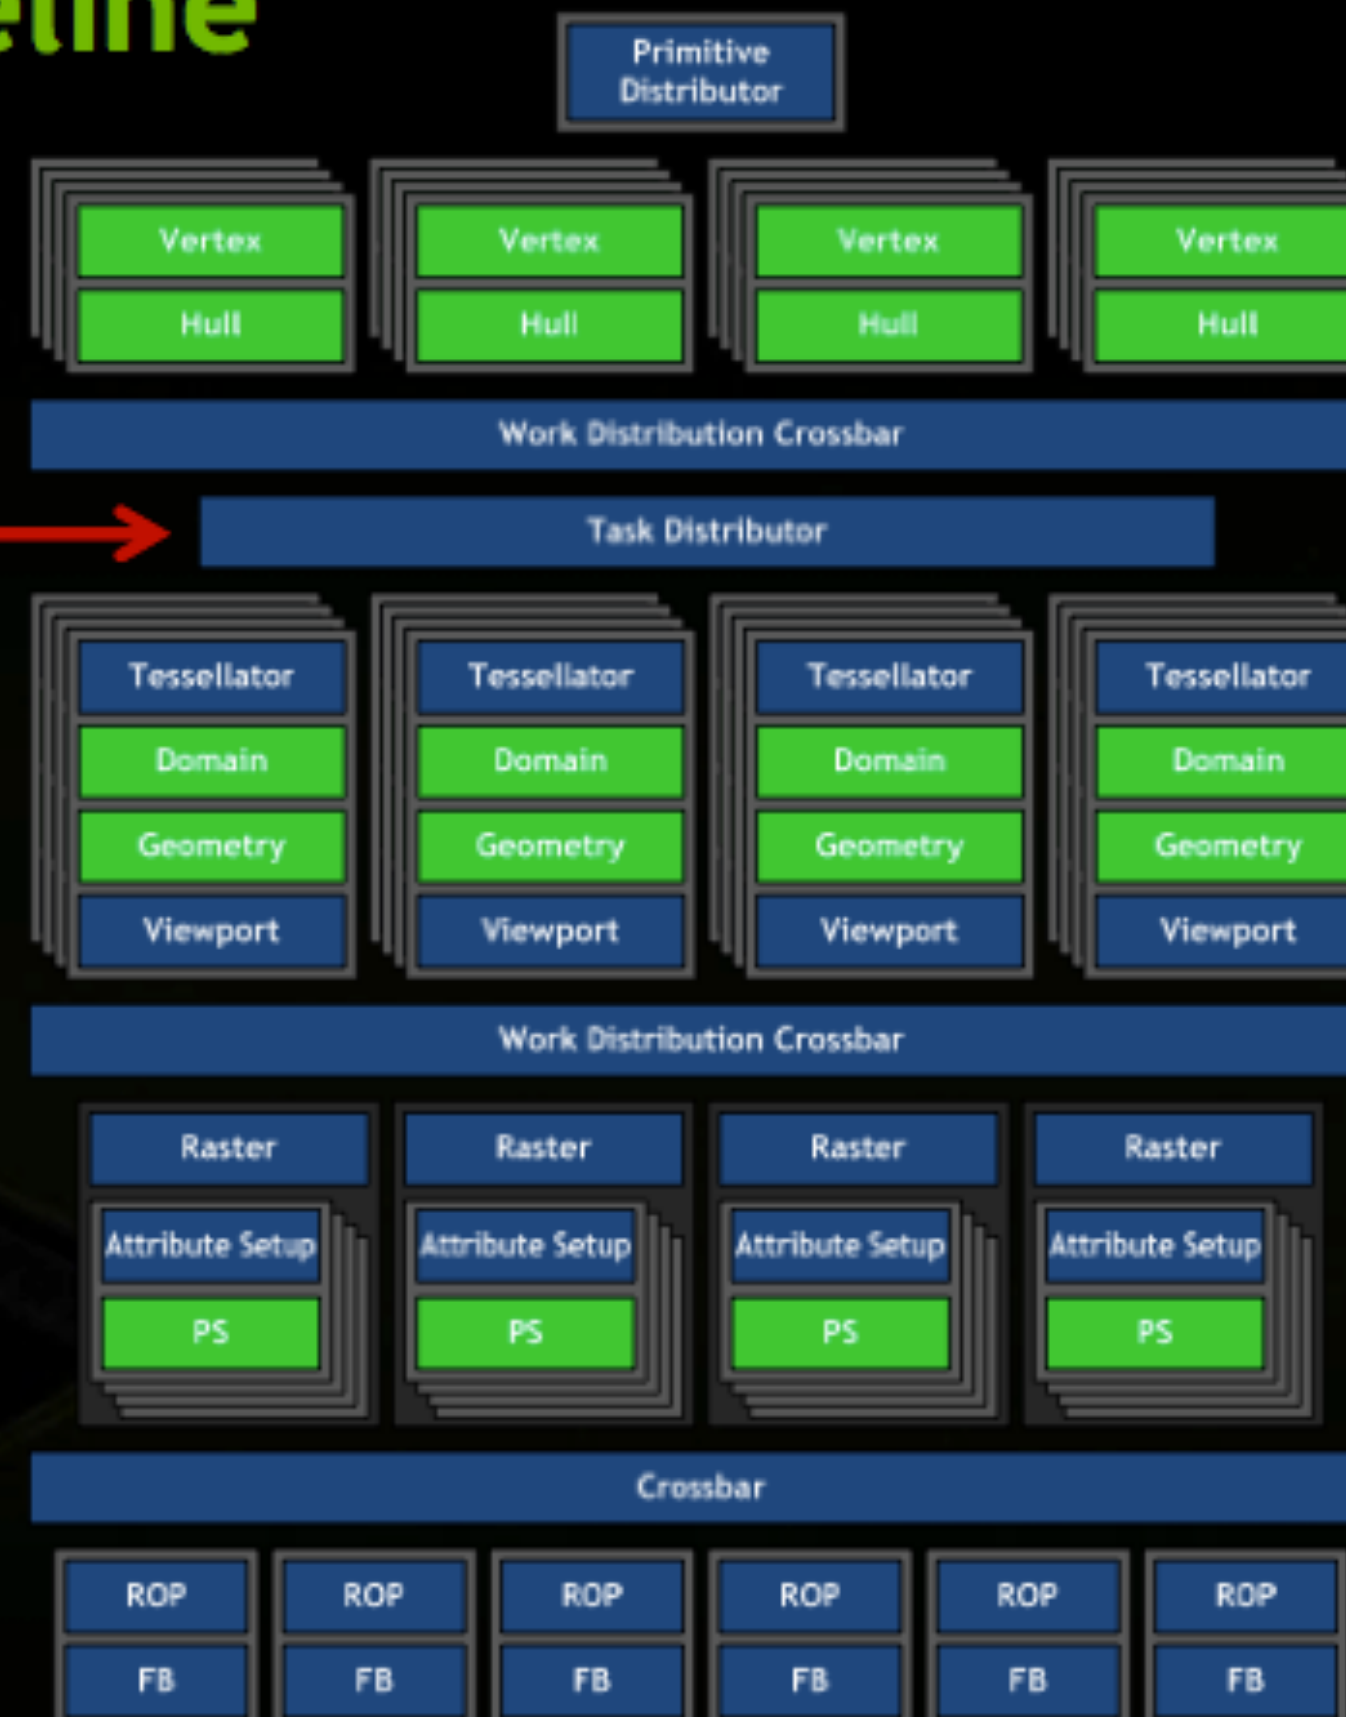 eline
Primitive
Distributor
Vertex Vertex Vertex Vertex
Hull Hull Hull Hull
Work Distribution Crossbar
Task Distributor
Tessellator Tessellator Tessellator Tessellator
Domain Domain Domain Domain
Geometry Geometry Geometry Geometry
Viewport Viewport Viewport Viewport
Work Distribution Crossbar
Raster Raster Raster Raster
Attribute Setup Attribute Setup Attribute Setup Attribute Setup
PS PS PS PS
Crossbar
ROP ROP ROP ROP ROP ROP
FB FB FB FB FB FB